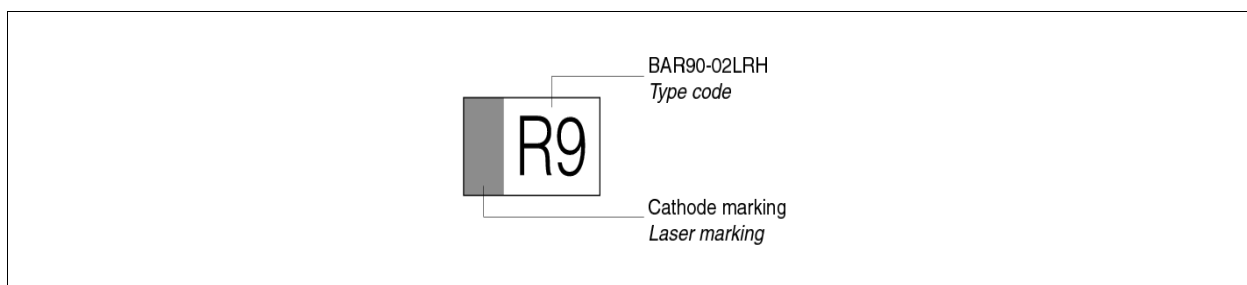 BAR90-02LRH
Type code
R9
Cathode marking
Laser marking